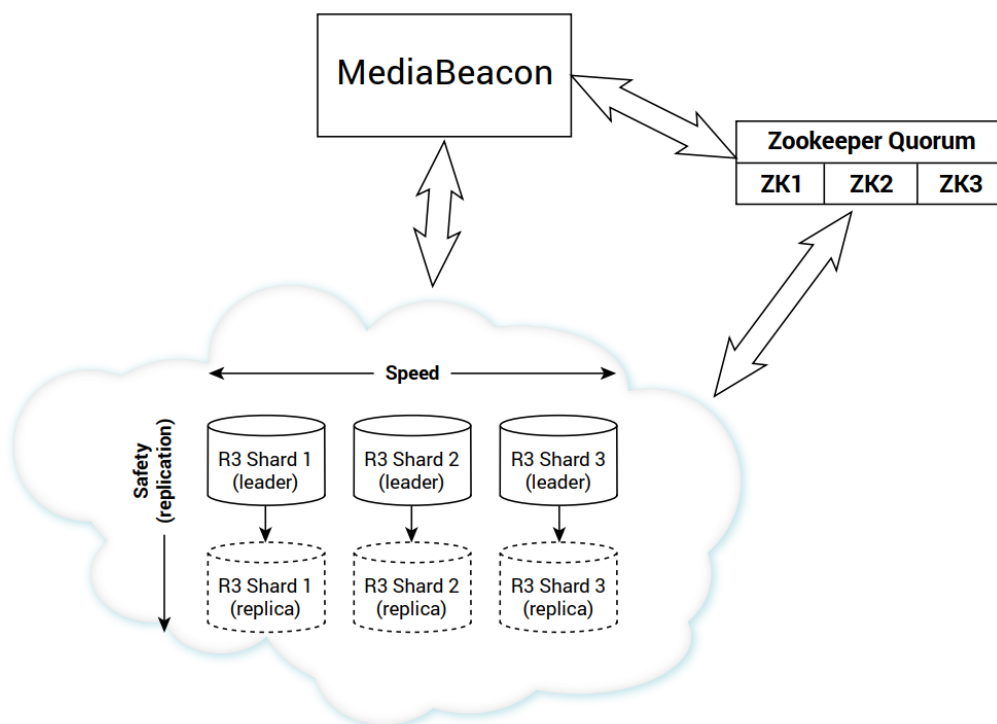 MediaBeacon
Zookeeper Quorum
ZK1 ZK2 ZK3
Speed
Safety
(replication)
R3 Shard 1
(leader)
R3 Shard 2
(leader)
R3 Shard 3
(leader)
R3 Shard 1
(replica)
R3 Shard 2
(replica)
R3 Shard 3
(replica)